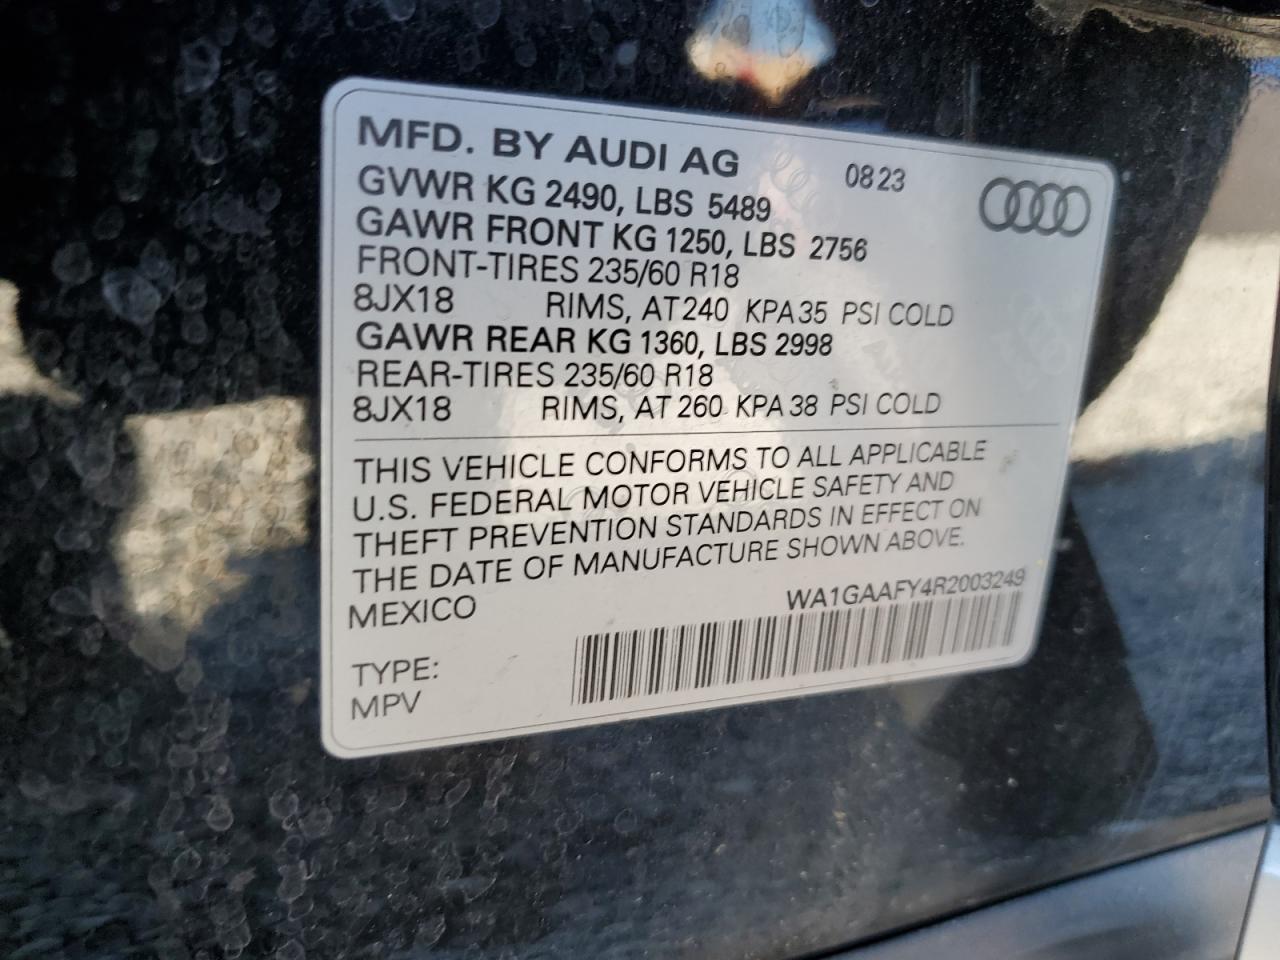 MFD. BY AUDI AG 0823
GVWR KG 2490, LBS 5489
GAWR FRONT KG 1250, LBS 2756
FRONT-TIRES 235/60 R18
8JX18 RIMS, AT 240 KPA 35 PSI COLD
GAWR REAR KG 1360, LBS 2998
REAR-TIRES 235/60 R18
8JX18 RIMS, AT 260 KPA 38 PSI COLD
THIS VEHICLE CONFORMS TO ALL APPLICABLE
U.S. FEDERAL MOTOR VEHICLE SAFETY AND
THEFT PREVENTION STANDARDS IN EFFECT ON
THE DATE OF MANUFACTURE SHOWN ABOVE.
MEXICO WA1GAAFY4R2003249
TYPE:
MPV